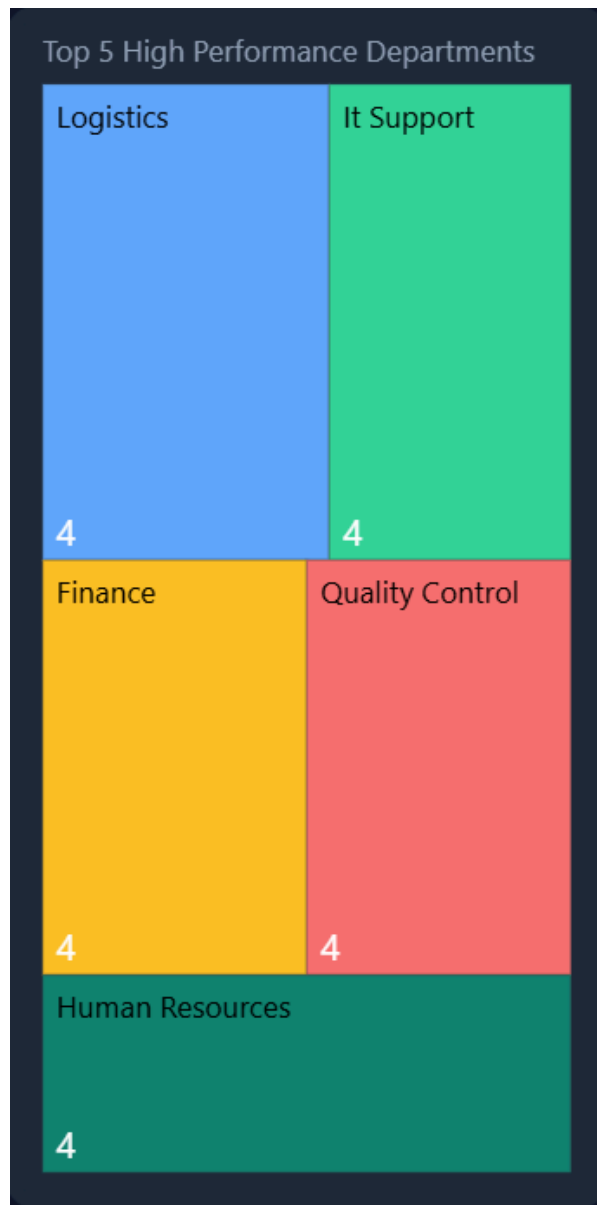 Top 5 High Performance Departments
Logistics
It Support
4
4
Finance
Quality Control
4
4
Human Resources
4